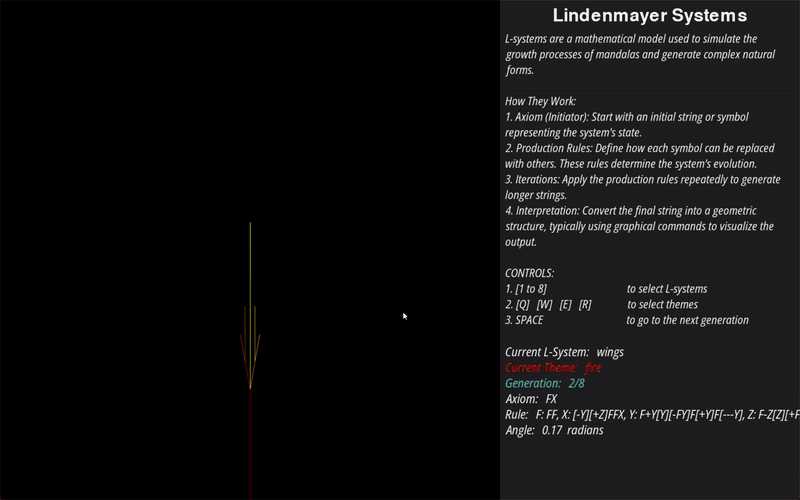 Lindenmayer Systems
L-systems are a mathematical model used to simulate the
growth processes of mandalas and generate complex natural
forms.
How They Work:
1. Axiom (Initiator): Start with an initial string or symbol
representing the system's state.
2. Production Rules: Define how each symbol can be replaced
with others. These rules determine the system's evolution.
3. Iterations: Apply the production rules repeatedly to generate
longer strings.
4. Interpretation: Convert the final string into a geometric
structure, typically using graphical commands to visualize the
output.
CONTROLS:
1. [1 to 8] to select L-systems
2. [Q] [W] [E] [R] to select themes
3. SPACE to go to the next generation
Current L-System: wings
Current Theme: fire
Generation: 2/8
Axiom: FX
Rule: F: FF, X: [-Y][+Z]FFX, Y: F+Y[Y][-FY]F[+Y]F[---Y], Z: F-Z[Z][+F
Angle: 0.17 radians